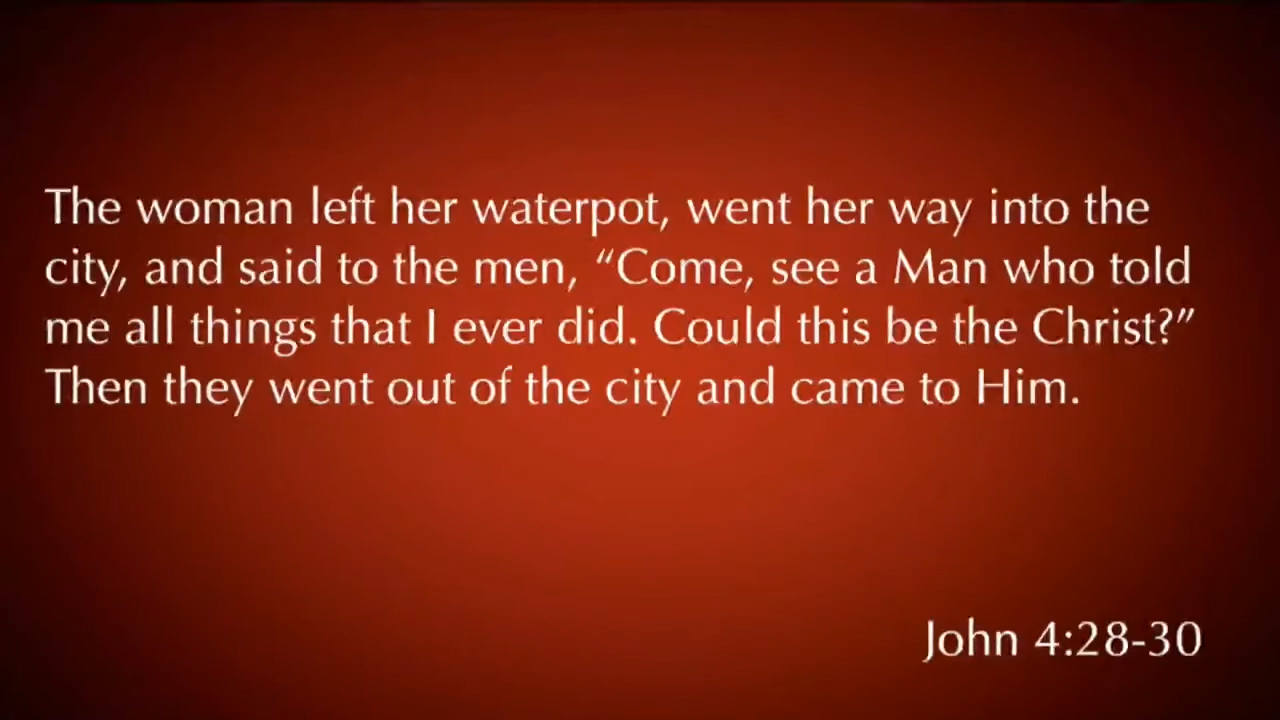 The woman left her waterpot, went her way into the
city, and said to the men, “Come, see a Man who told
me all things that I ever did. Could this be the Christ?”
Then they went out of the city and came to Him.
John 4:28-30